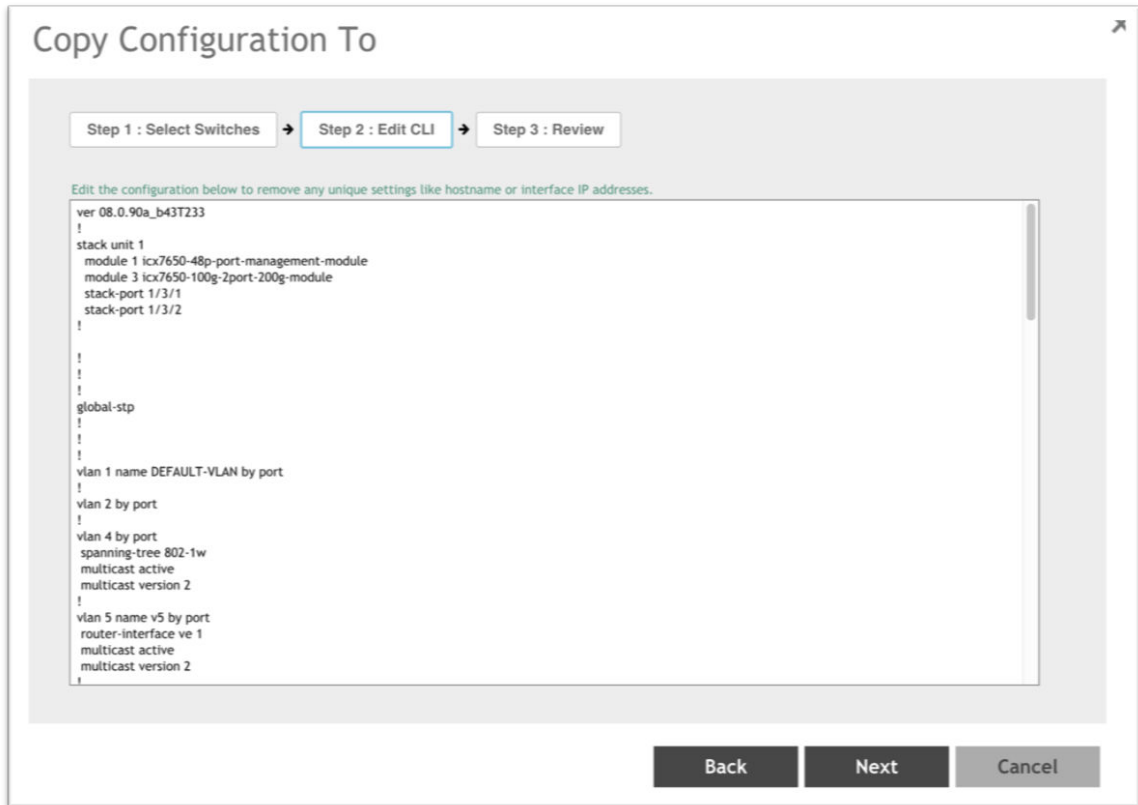 Copy Configuration To
Step 1 : Select Switches
Step 2 : Edit CLI
Step 3 : Review
Edit the configuration below to remove any unique settings like hostname or interface IP addresses.
ver 08.0.90a_b43T233
!
stack unit 1
module 1 icx7650-48p-port-management-module
module 3 icx7650-100g-2port-200g-module
stack-port 1/3/1
stack-port 1/3/2
!
!
!
!
global-stp
!
!
!
vlan 1 name DEFAULT-VLAN by port
!
vlan 2 by port
!
vlan 4 by port
spanning-tree 802-1w
multicast active
multicast version 2
!
vlan 5 name v5 by port
router-interface ve 1
multicast active
multicast version 2
!
Back
Next
Cancel